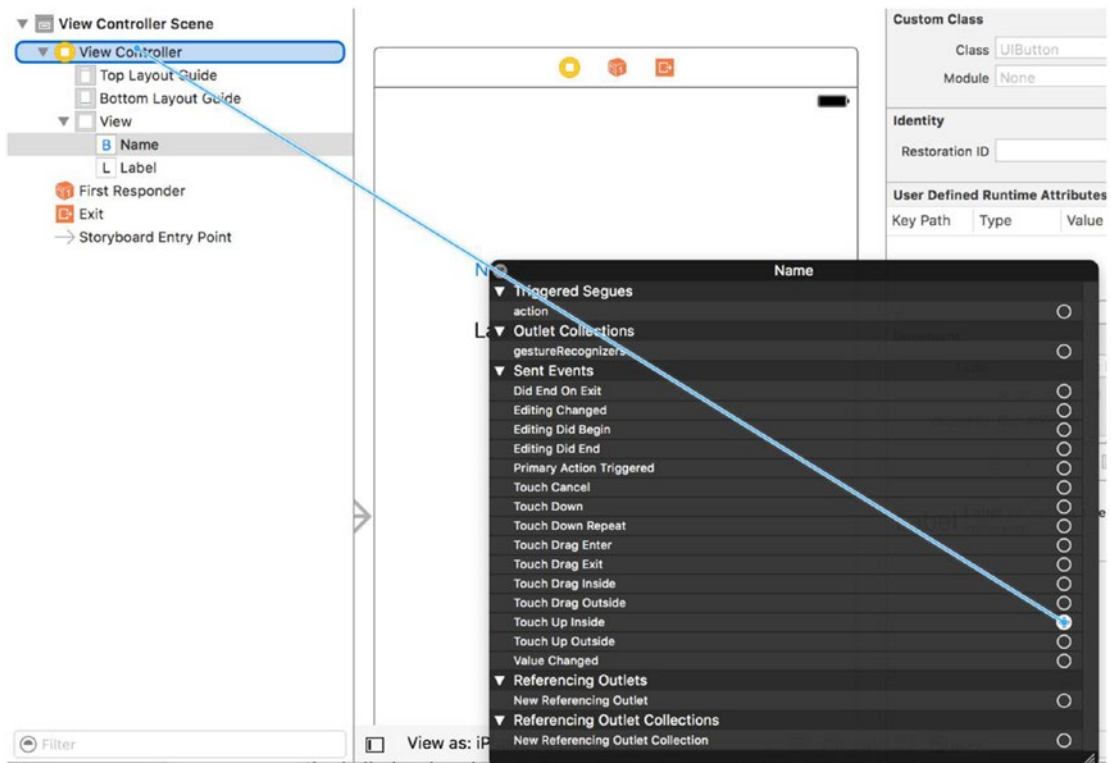 View Controller Scene
View Controller
Top Layout Guide
Bottom Layout Guide
View
B Name
L Label
First Responder
Exit
Storyboard Entry Point
Filter
N
La
View as: iP
Custom Class
Class UIButton
Module None
Identity
Restoration ID
User Defined Runtime Attributes
Key Path Type Value
Name
Triggered Segues
action
Outlet Collections
gestureRecognizers
Sent Events
Did End On Exit
Editing Changed
Editing Did Begin
Editing Did End
Primary Action Triggered
Touch Cancel
Touch Down
Touch Down Repeat
Touch Drag Enter
Touch Drag Exit
Touch Drag Inside
Touch Drag Outside
Touch Up Inside
Touch Up Outside
Value Changed
Referencing Outlets
New Referencing Outlet
Referencing Outlet Collections
New Referencing Outlet Collection